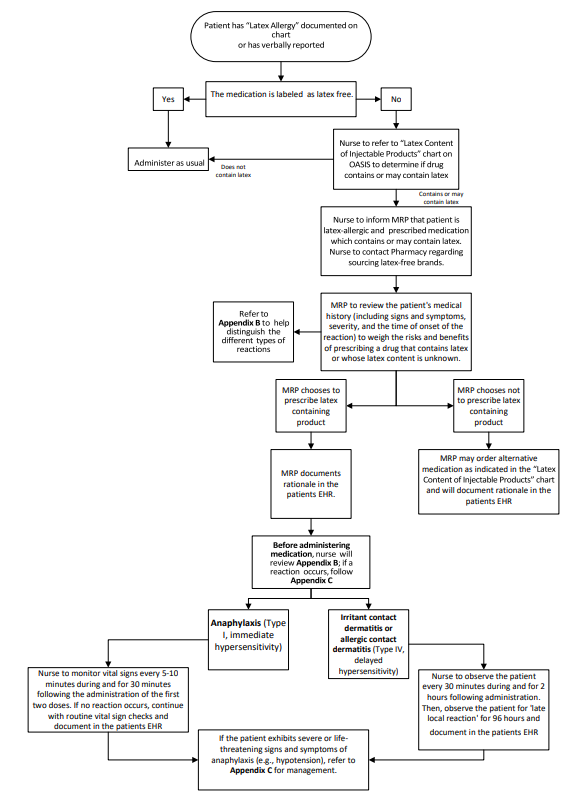 Patient has “Latex Allergy” documented on
chart
or has verbally reported
The medication is labeled as latex free.
Yes
No
Administer as usual
Does not
contain latex
Nurse to refer to “Latex Content
of Injectable Products” chart on
OASIS to determine if drug
contains or may contain latex
Contains or may
contain latex
Nurse to inform MRP that patient is
latex-allergic and prescribed medication
which contains or may contain latex.
Nurse to contact Pharmacy regarding
sourcing latex-free brands.
Refer to
Appendix B to help
distinguish the
different types of
reactions
MRP to review the patient’s medical
history (including signs and symptoms,
severity, and the time of onset of the
reaction) to weigh the risks and benefits
of prescribing a drug that contains latex
or whose latex content is unknown.
MRP chooses to
prescribe latex
containing
product
MRP chooses not
to prescribe latex
containing
product
MRP documents
rationale in the
patients EHR.
MRP may order alternative
medication as indicated in the “Latex
Content of Injectable Products” chart
and will document rationale in the
patients EHR
Before administering
medication, nurse will
review Appendix B; if a
reaction occurs, follow
Appendix C
Anaphylaxis (Type
I, immediate
hypersensitivity)
Irritant contact
dermatitis or
allergic contact
dermatitis (Type IV,
delayed
hypersensitivity)
Nurse to monitor vital signs every 5-10
minutes during and for 30 minutes
following the administration of the first
two doses. If no reaction occurs, continue
with routine vital sign checks and
document in the patients EHR
Nurse to observe the patient
every 30 minutes during and for 2
hours following administration.
Then, observe the patient for ‘late
local reaction’ for 96 hours and
document in the patients EHR
If the patient exhibits severe or life-
threatening signs and symptoms of
anaphylaxis (e.g., hypotension), refer to
Appendix C for management.